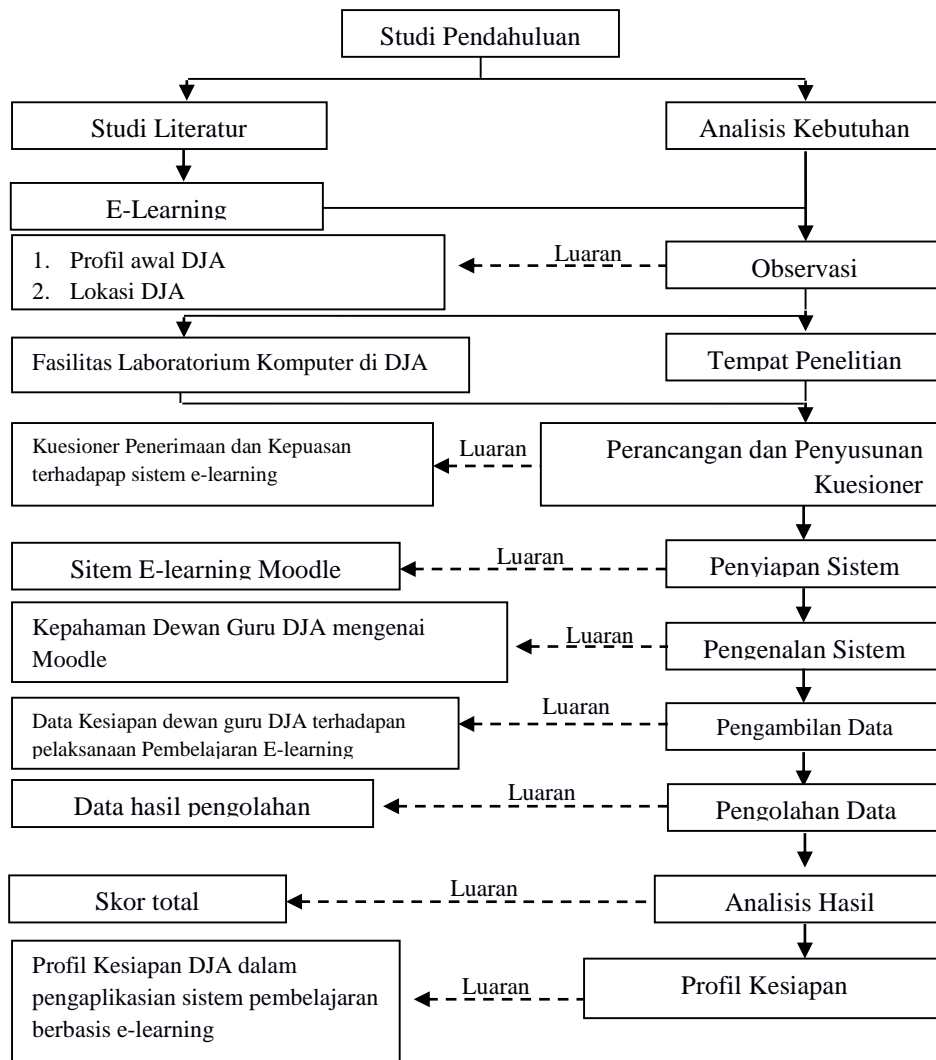 Studi Pendahuluan
Studi Literatur
Analisis Kebutuhan
E-Learning
1. Profil awal DJA
2. Lokasi DJA
Luaran
Observasi
Fasilitas Laboratorium Komputer di DJA
Tempat Penelitian
Kuesioner Penerimaan dan Kepuasan
terhadapap sistem e-learning
Luaran
Perancangan dan Penyusunan
Kuesioner
Sitem E-learning Moodle
Luaran
Penyiapan Sistem
Kepahaman Dewan Guru DJA mengenai
Moodle
Luaran
Pengenalan Sistem
Data Kesiapan dewan guru DJA terhadapan
pelaksanaan Pembelajaran E-learning
Luaran
Pengambilan Data
Data hasil pengolahan
Luaran
Pengolahan Data
Skor total
Luaran
Analisis Hasil
Profil Kesiapan DJA dalam
pengaplikasian sistem pembelajaran
berbasis e-learning
Luaran
Profil Kesiapan